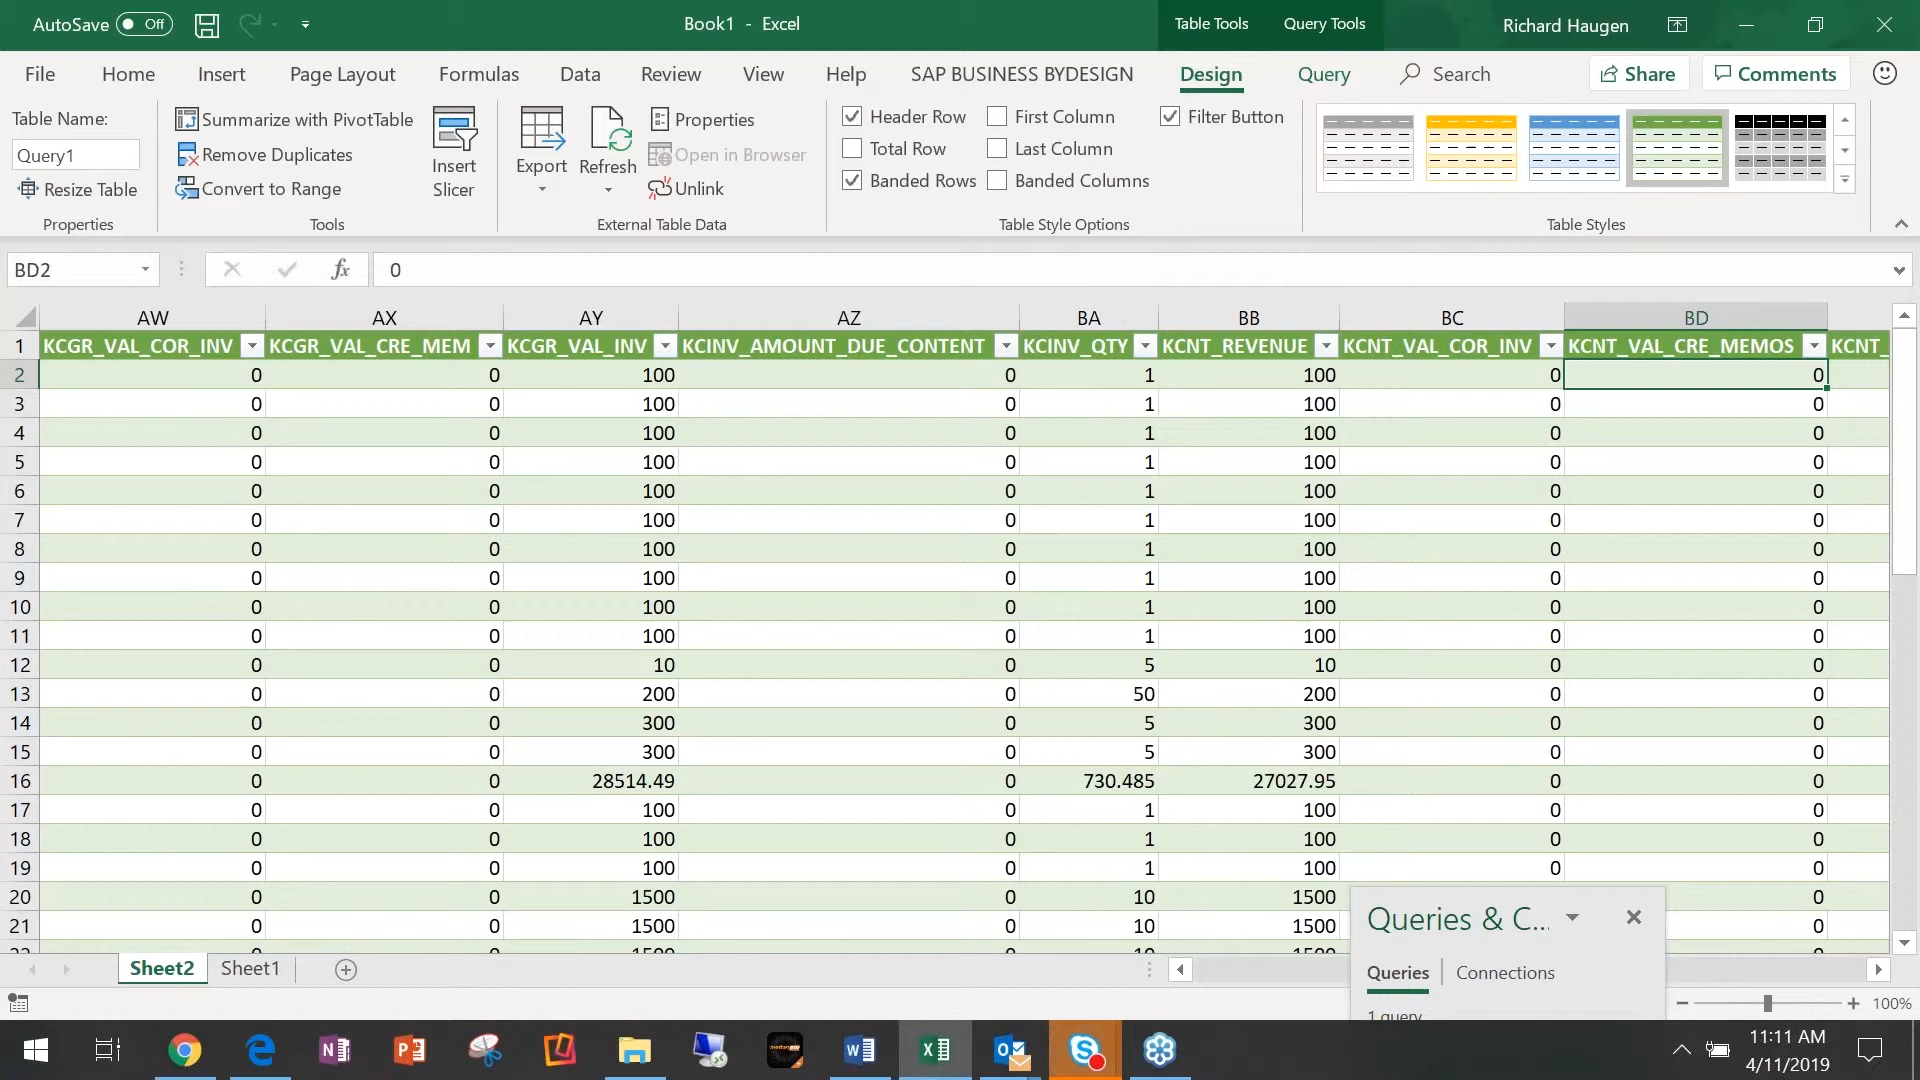 AutoSave Off Book1 - Excel Table Tools Query Tools Richard Haugen
File Home Insert Page Layout Formulas Data Review View Help SAP BUSINESS BYDESIGN Design Query Search Share Comments
Table Name:
Query1
Resize Table
Properties
Summarize with PivotTable
Remove Duplicates
Convert to Range
Tools
Insert
Slicer
Export
Refresh
Properties
Open in Browser
Unlink
External Table Data
Header Row First Column Filter Button
Total Row Last Column
Banded Rows Banded Columns
Table Style Options
Table Styles
BD2 fx 0
AW AX AY AZ BA BB BC BD
1 KCGR_VAL_COR_INV KCGR_VAL_CRE_MEM KCGR_VAL_INV KCINV_AMOUNT_DUE_CONTENT KCINV_QTY KCNT_REVENUE KCNT_VAL_COR_INV KCNT_VAL_CRE_MEMOS KCNT_
2 0 0 100 0 1 100 0 0
3 0 0 100 0 1 100 0 0
4 0 0 100 0 1 100 0 0
5 0 0 100 0 1 100 0 0
6 0 0 100 0 1 100 0 0
7 0 0 100 0 1 100 0 0
8 0 0 100 0 1 100 0 0
9 0 0 100 0 1 100 0 0
10 0 0 100 0 1 100 0 0
11 0 0 100 0 1 100 0 0
12 0 0 10 0 5 10 0 0
13 0 0 200 0 50 200 0 0
14 0 0 300 0 5 300 0 0
15 0 0 300 0 5 300 0 0
16 0 0 28514.49 0 730.485 27027.95 0 0
17 0 0 100 0 1 100 0 0
18 0 0 100 0 1 100 0 0
19 0 0 100 0 1 100 0 0
20 0 0 1500 0 10 1500 0
21 0 0 1500 0 10 1500 0
22 0 0 1500 0 10 1500 0
Queries & C...
Queries Connections
1 query
Sheet2 Sheet1
100%
11:11 AM
4/11/2019